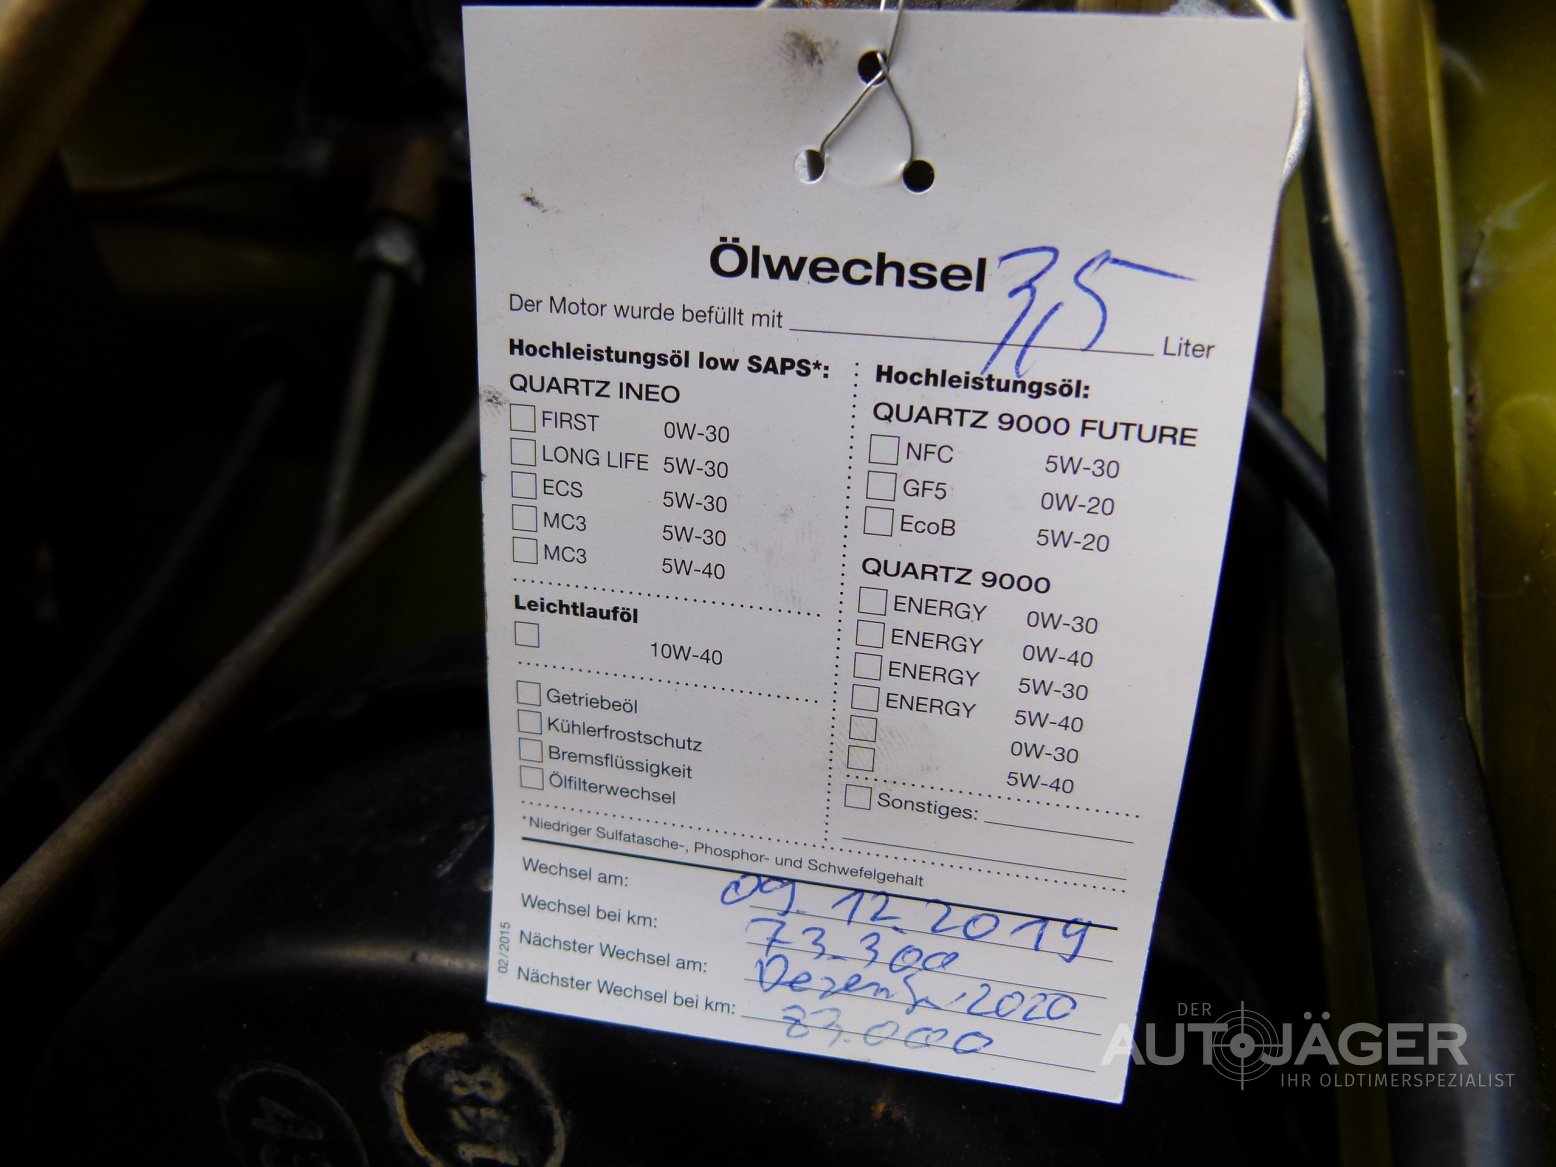 Ölwechsel
Der Motor wurde befüllt mit 3,5 Liter
Hochleistungsöl low SAPS*:
QUARTZ INEO
FIRST 0W-30
LONG LIFE 5W-30
ECS 5W-30
MC3 5W-30
MC3 5W-40
Leichtlauföl
10W-40
Getriebeöl
Kühlerfrostschutz
Bremsflüssigkeit
Ölfilterwechsel
Hochleistungsöl:
QUARTZ 9000 FUTURE
NFC 5W-30
GF5 0W-20
EcoB 5W-20
QUARTZ 9000
ENERGY 0W-30
ENERGY 0W-40
ENERGY 5W-30
ENERGY 5W-40
0W-30
5W-40
Sonstiges:
*Niedriger Sulfatasche-, Phosphor- und Schwefelgehalt
Wechsel am: 09.12.2019
Wechsel bei km: 73.300
Nächster Wechsel am: Dezember 2020
Nächster Wechsel bei km:
02/2015
DER
AUTOJÄGER
IHR OLDTIMERSPEZIALIST
138